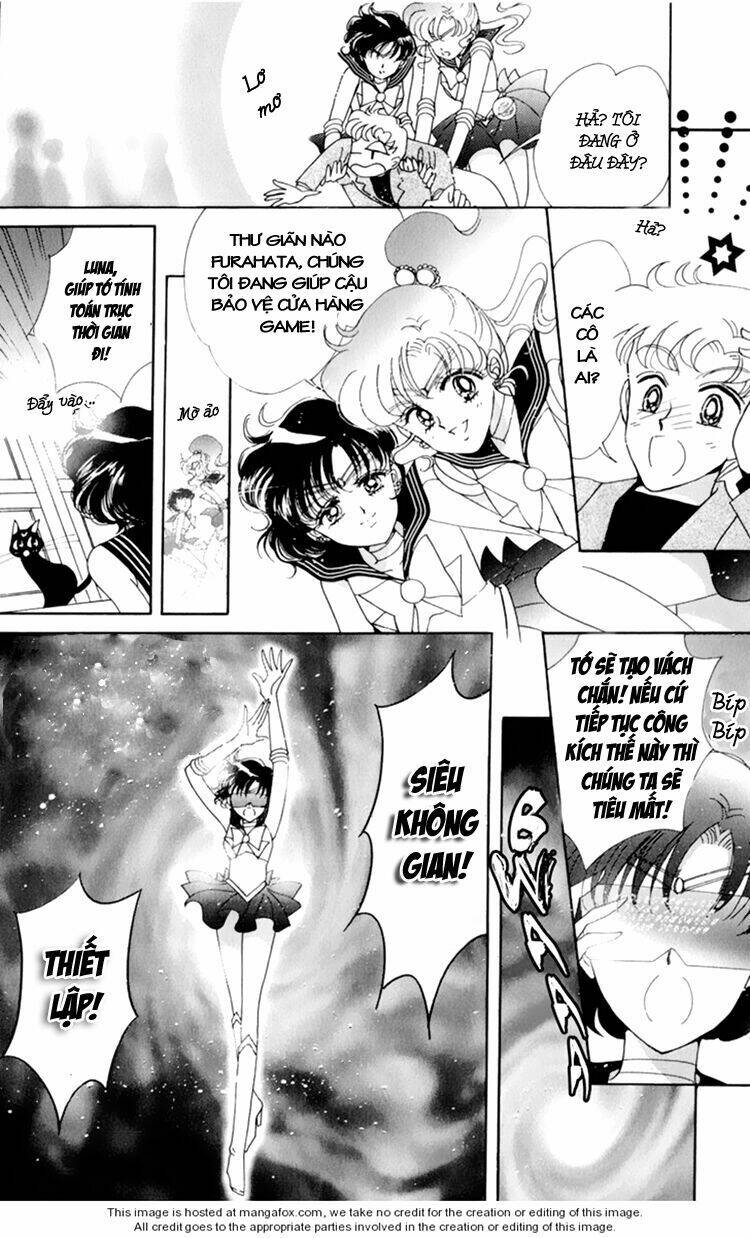 HẢ? TÔI
ĐANG Ở
ĐÂU ĐÂY?
Lơ
mơ
Hả?
CÁC
CÔ
LÀ
AI?
THƯ GIÃN NÀO
FURAHATA, CHÚNG
TÔI ĐANG GIÚP CẬU
BẢO VỆ CỬA HÀNG
GAME!
Mờ ảo
LUNA,
GIÚP TỚ TÍNH
TOÁN TRỤC
THỜI GIAN
ĐI!
Đẩy vào...
Bíp
Bíp
TỚ SẼ TẠO VÁCH
CHẮN! NẾU CỨ
TIẾP TỤC CÔNG
KÍCH THẾ NÀY THÌ
CHÚNG TA SẼ
TIÊU MẤT!
BWAAAA
SIÊU
KHÔNG
GIAN!
THIẾT
LẬP!
This image is hosted at mangafox.com, we take no credit for the creation or editing of this image.
All credit goes to the appropriate parties involved in the creation or editing of this image.